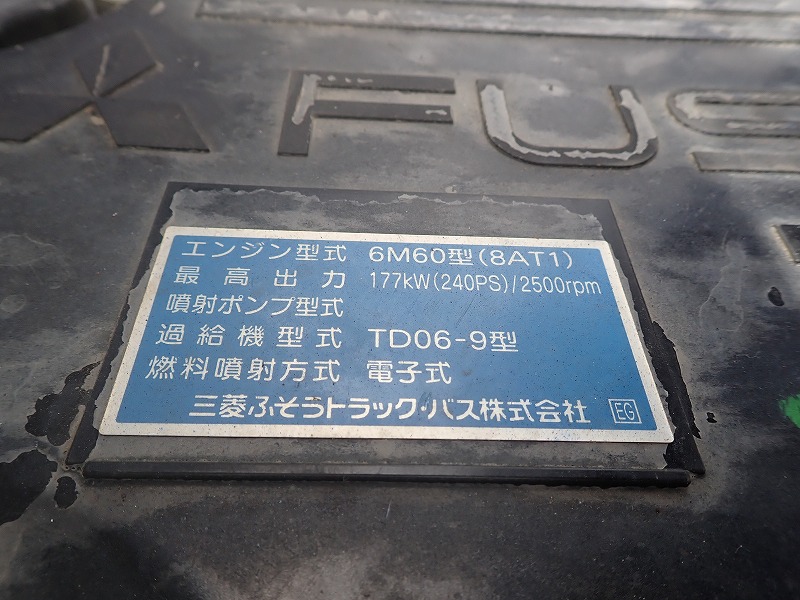 FUS
エンジン型式 6M60型(8AT1)
最高出力 177kW(240PS)/2500rpm
噴射ポンプ型式
過給機型式 TD06-9型
燃料噴射方式 電子式
三菱ふそうトラック・バス株式会社 EG